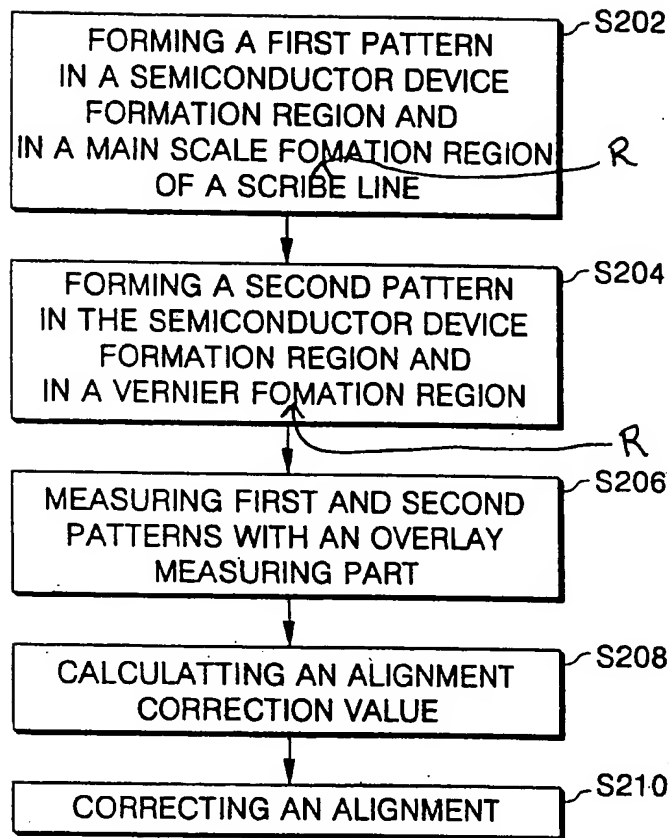 FORMING A FIRST PATTERN
IN A SEMICONDUCTOR DEVICE
FORMATION REGION AND
IN A MAIN SCALE FOMATION REGION
OF A SCRIBE LINE
S202
R
FORMING A SECOND PATTERN
IN THE SEMICONDUCTOR DEVICE
FORMATION REGION AND
IN A VERNIER FOMATION REGION
S204
R
MEASURING FIRST AND SECOND
PATTERNS WITH AN OVERLAY
MEASURING PART
S206
CALCULATTING AN ALIGNMENT
CORRECTION VALUE
S208
CORRECTING AN ALIGNMENT
S210